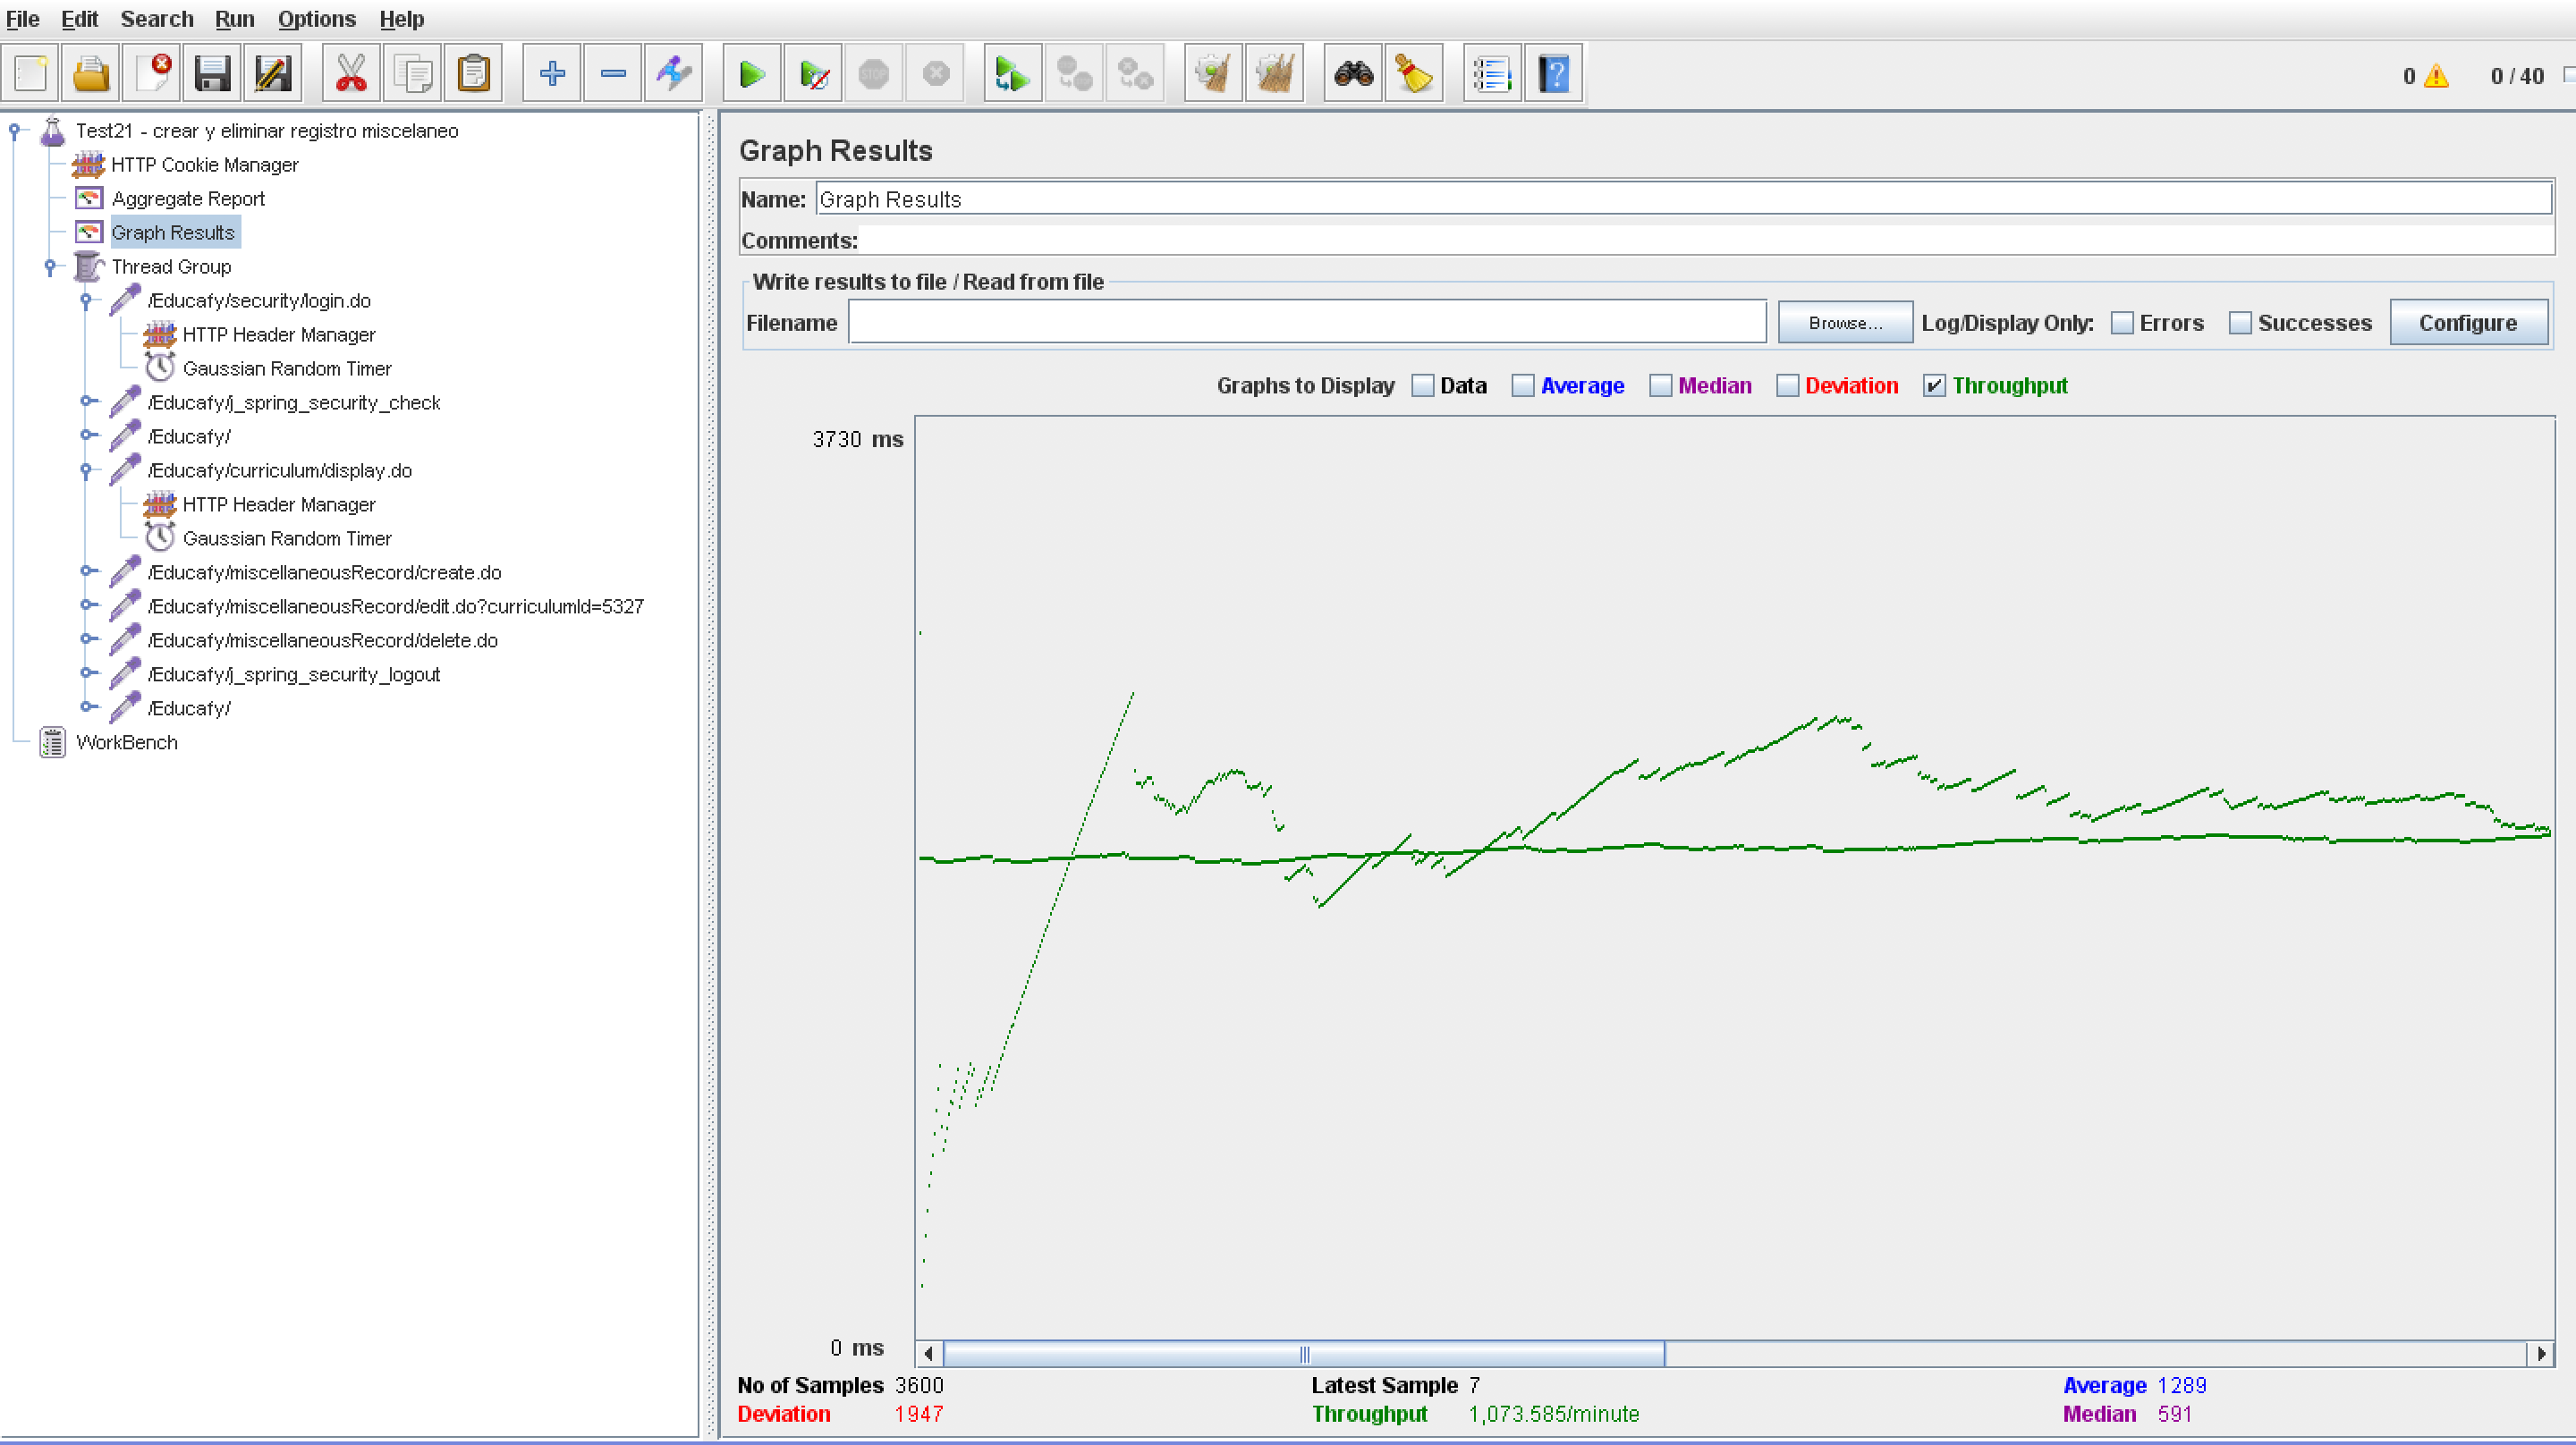 File Edit Search Run Options Help
STOP
0 0 / 40
Test21 - crear y eliminar registro miscelaneo
HTTP Cookie Manager
Aggregate Report
Graph Results
Thread Group
/Educafy/security/login.do
HTTP Header Manager
Gaussian Random Timer
/Educafy/j_spring_security_check
/Educafy/
/Educafy/curriculum/display.do
HTTP Header Manager
Gaussian Random Timer
/Educafy/miscellaneousRecord/create.do
/Educafy/miscellaneousRecord/edit.do?curriculumId=5327
/Educafy/miscellaneousRecord/delete.do
/Educafy/j_spring_security_logout
/Educafy/
WorkBench
Graph Results
Name: Graph Results
Comments:
Write results to file / Read from file
Filename Browse... Log/Display Only: Errors Successes Configure
Graphs to Display Data Average Median Deviation Throughput
3730 ms
0 ms
No of Samples 3600 Latest Sample 7 Average 1289
Deviation 1947 Throughput 1,073.585/minute Median 591